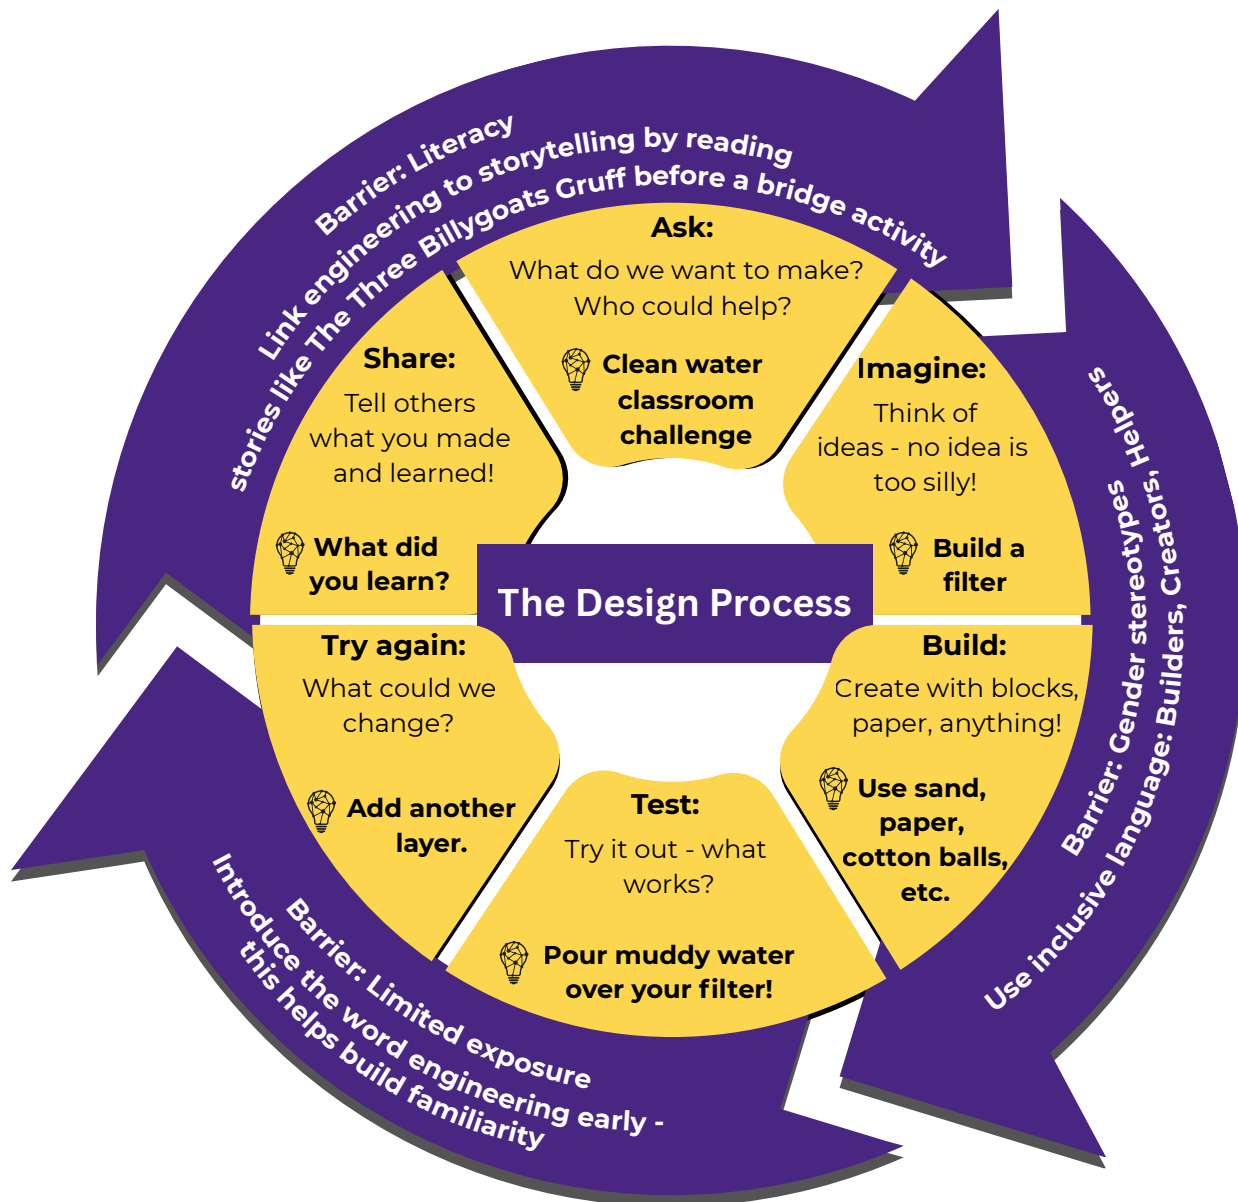 Barrier: Literacy
Link engineering to storytelling by reading
stories like The Three Billygoats Gruff before a bridge activity
Ask:
What do we want to make?
Who could help?
Clean water
classroom
challenge
Imagine:
Think of
ideas - no idea is
too silly!
Build a
filter
Barrier: Gender stereotypes
Use inclusive language: Builders, Creators, Helpers
Build:
Create with blocks,
paper, anything!
Use sand,
paper,
cotton balls,
etc.
Test:
Try it out - what
works?
Pour muddy water
over your filter!
Barrier: Limited exposure
Introduce the word engineering early -
this helps build familiarity
Try again:
What could we
change?
Add another
layer.
Share:
Tell others
what you made
and learned!
What did
you learn?
The Design Process